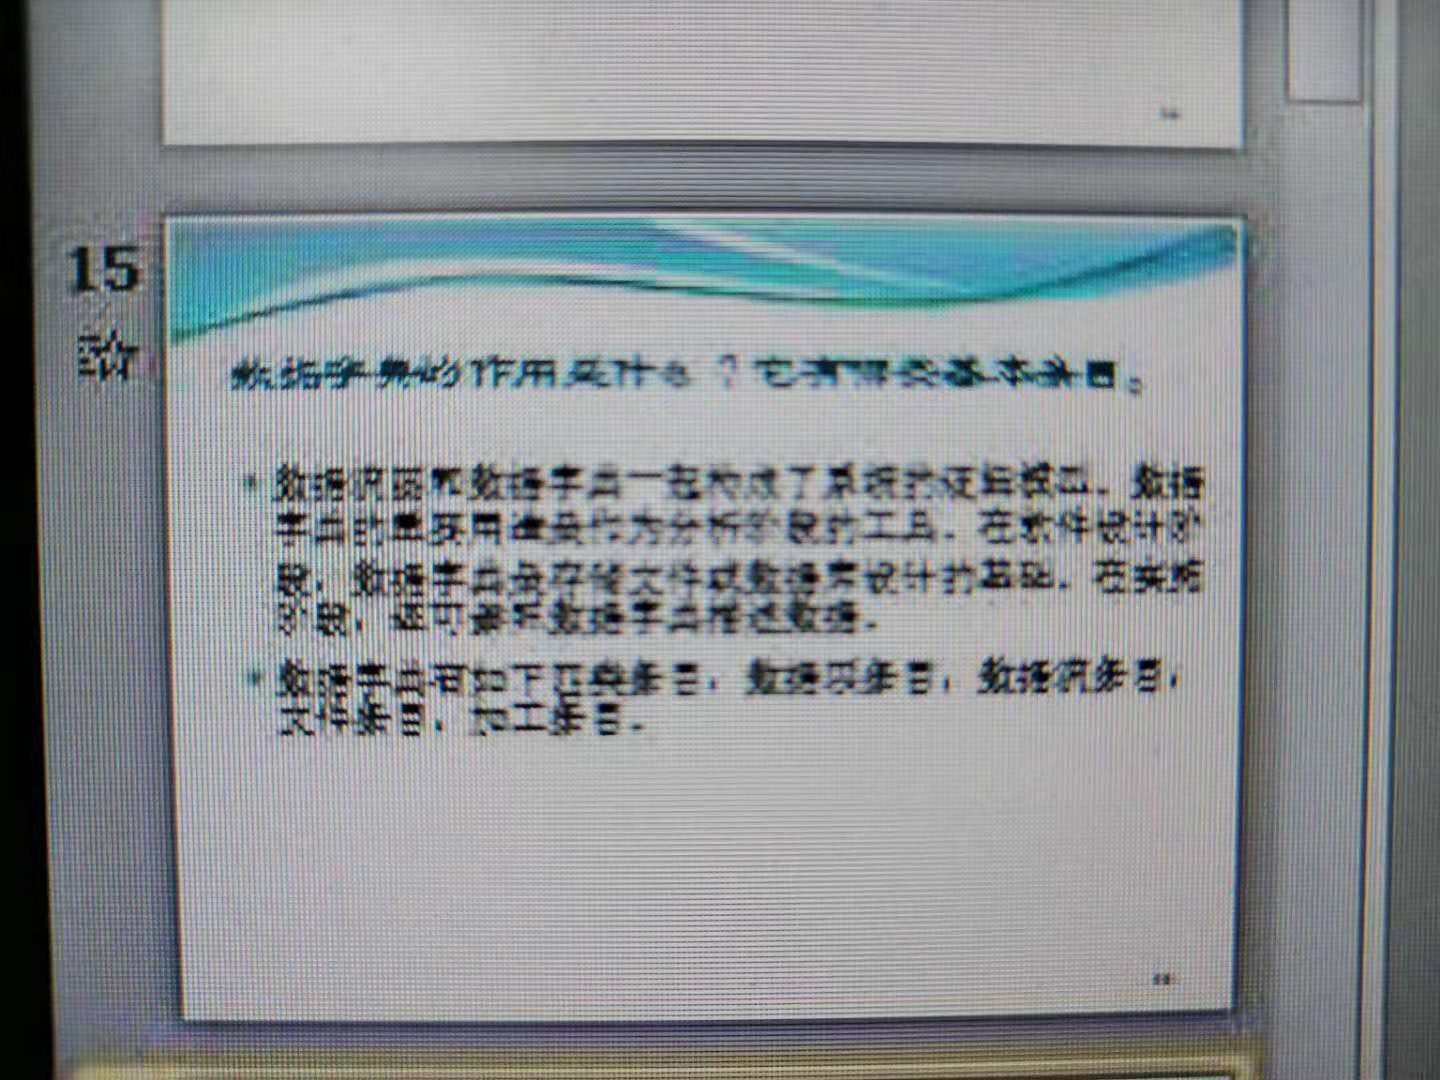 15
数据字典的作用是什么?它有哪些基本条目。
数据流图和数据字典一起构成了系统的逻辑模型。数据
字典的重要用途是作为分析阶段的工具。在软件设计阶
段,数据字典是存储文件或数据库设计的基础。在实施
阶段,还可 数据字典描述数据。
数据字典有如下 类条目,数据项条目,数据流条目,
文件条目,加工条目。